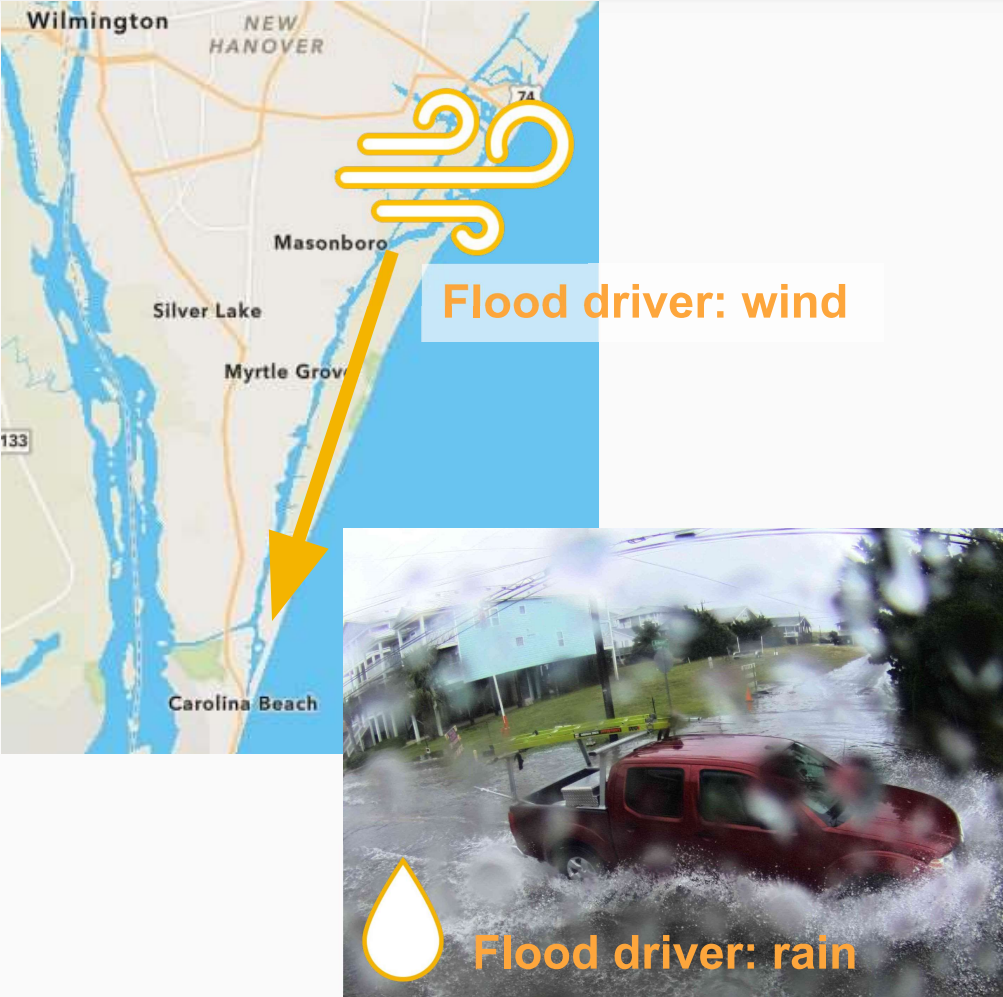 Wilmington
NEW
HANOVER
74
Masonboro
Flood driver: wind
Silver Lake
Myrtle Grove
133
Carolina Beach
Flood driver: rain